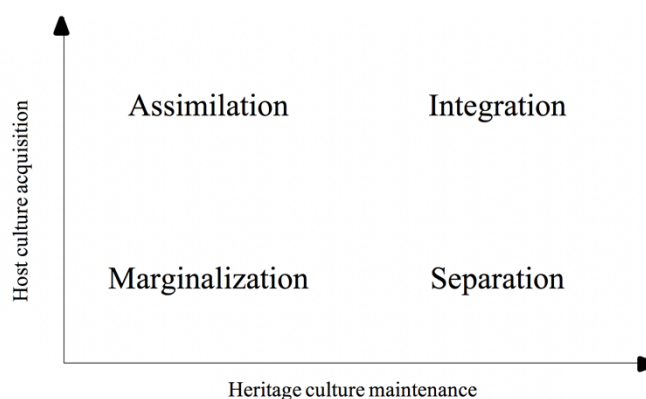 Host culture acquisition
Assimilation
Integration
Marginalization
Separation
Heritage culture maintenance